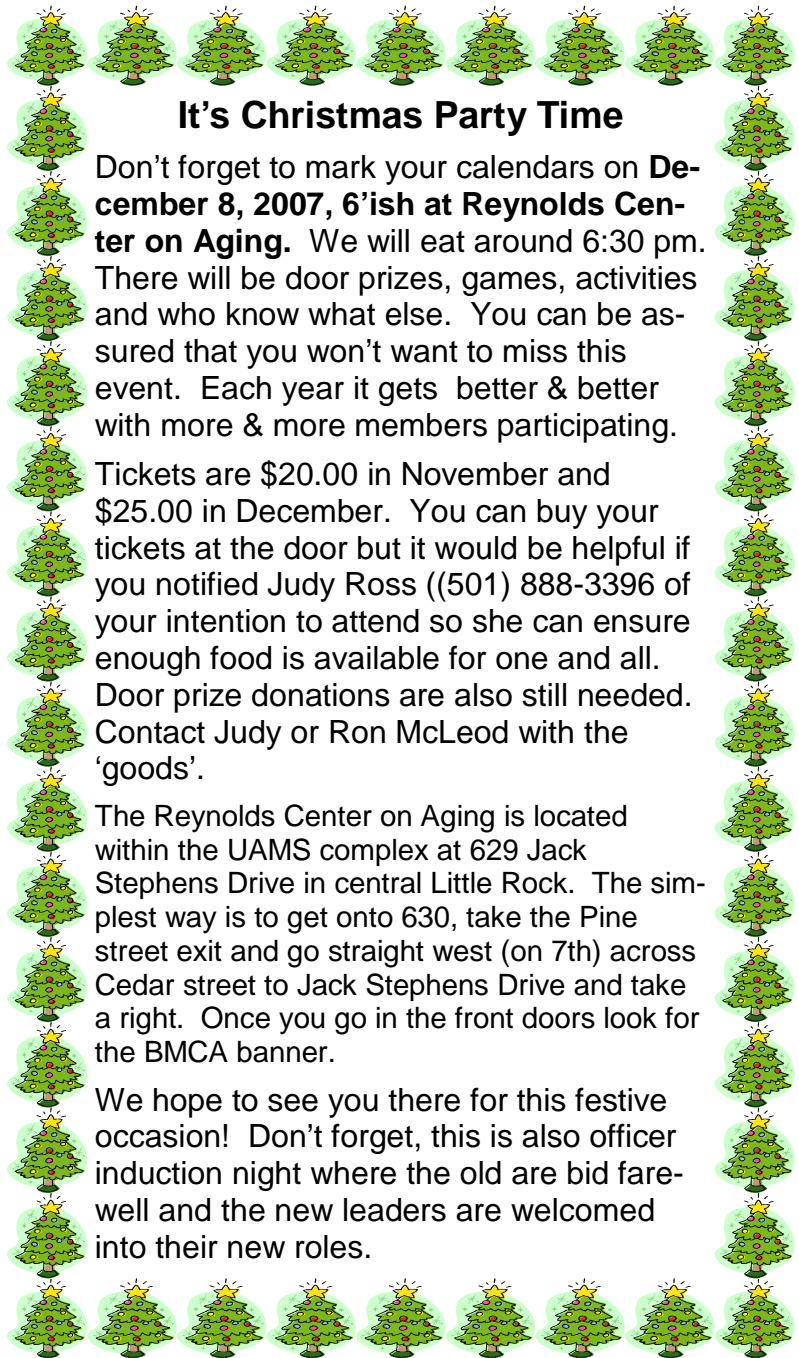 It's Christmas Party Time
Don't forget to mark your calendars on De-
cember 8, 2007, 6'ish at Reynolds Cen-
ter on Aging.  We will eat around 6:30 pm.
There will be door prizes, games, activities
and who know what else.  You can be as-
sured that you won't want to miss this
event.  Each year it gets  better & better
with more & more members participating.
Tickets are $20.00 in November and
$25.00 in December.  You can buy your
tickets at the door but it would be helpful if
you notified Judy Ross ((501) 888-3396 of
your intention to attend so she can ensure
enough food is available for one and all.
Door prize donations are also still needed.
Contact Judy or Ron McLeod with the
'goods'.
The Reynolds Center on Aging is located
within the UAMS complex at 629 Jack
Stephens Drive in central Little Rock.  The sim-
plest way is to get onto 630, take the Pine
street exit and go straight west (on 7th) across
Cedar street to Jack Stephens Drive and take
a right.  Once you go in the front doors look for
the BMCA banner.
We hope to see you there for this festive
occasion!  Don't forget, this is also officer
induction night where the old are bid fare-
well and the new leaders are welcomed
into their new roles.